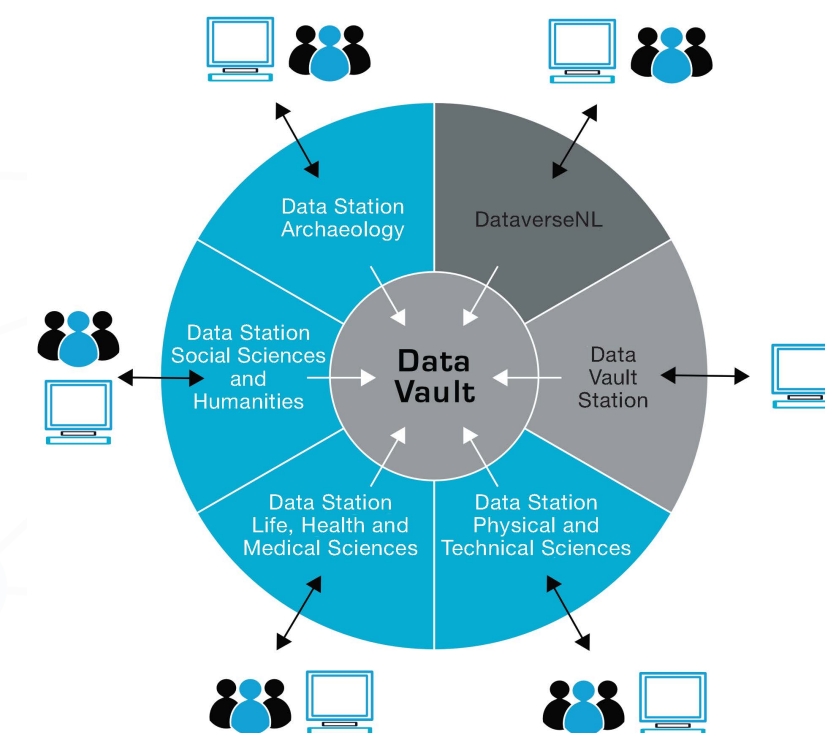 Data Station
Archaeology
DataverseNL
Data Station
Social Sciences
and
Humanities
Data
Vault
Data
Vault
Station
Data Station
Life, Health and
Medical Sciences
Data Station
Physical and
Technical Sciences